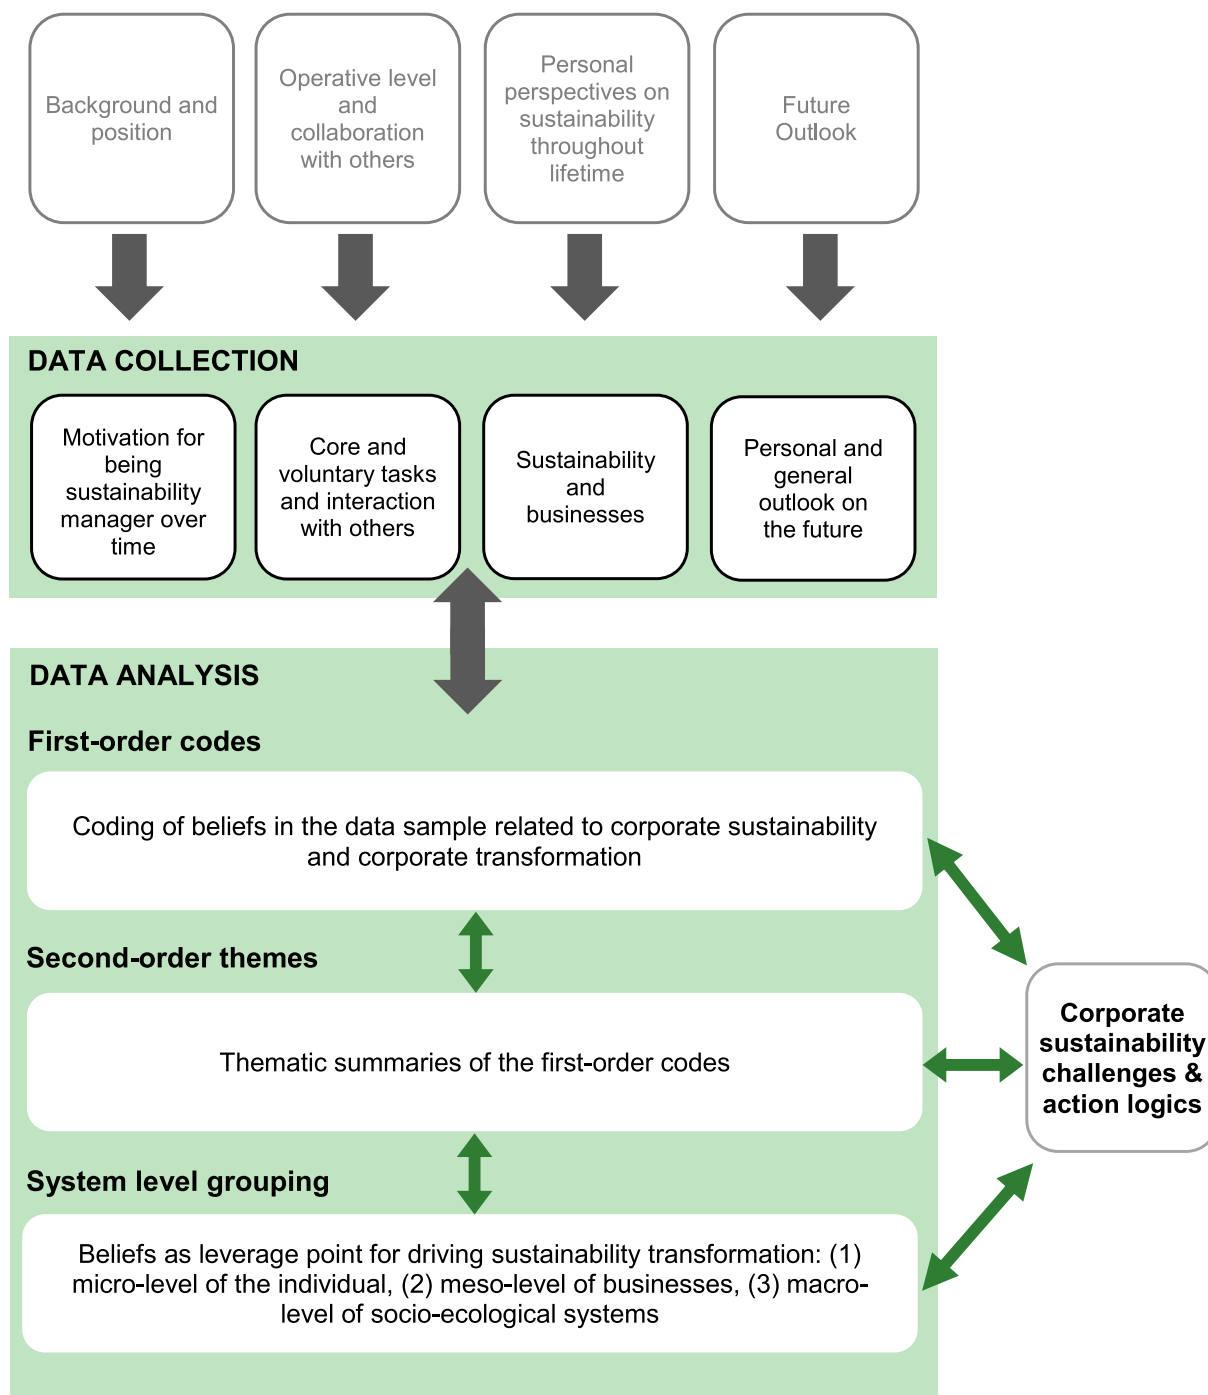 Background and
position
Operative level
and
collaboration
with others
Personal
perspectives on
sustainability
throughout
lifetime
Future
Outlook
DATA COLLECTION
Motivation for
being
sustainability
manager over
time
Core and
voluntary tasks
and interaction
with others
Sustainability
and
businesses
Personal and
general
outlook on
the future
DATA ANALYSIS
First-order codes
Coding of beliefs in the data sample related to corporate sustainability
and corporate transformation
Second-order themes
Thematic summaries of the first-order codes
Corporate
sustainability
challenges &
action logics
System level grouping
Beliefs as leverage point for driving sustainability transformation: (1)
micro-level of the individual, (2) meso-level of businesses, (3) macro-
level of socio-ecological systems